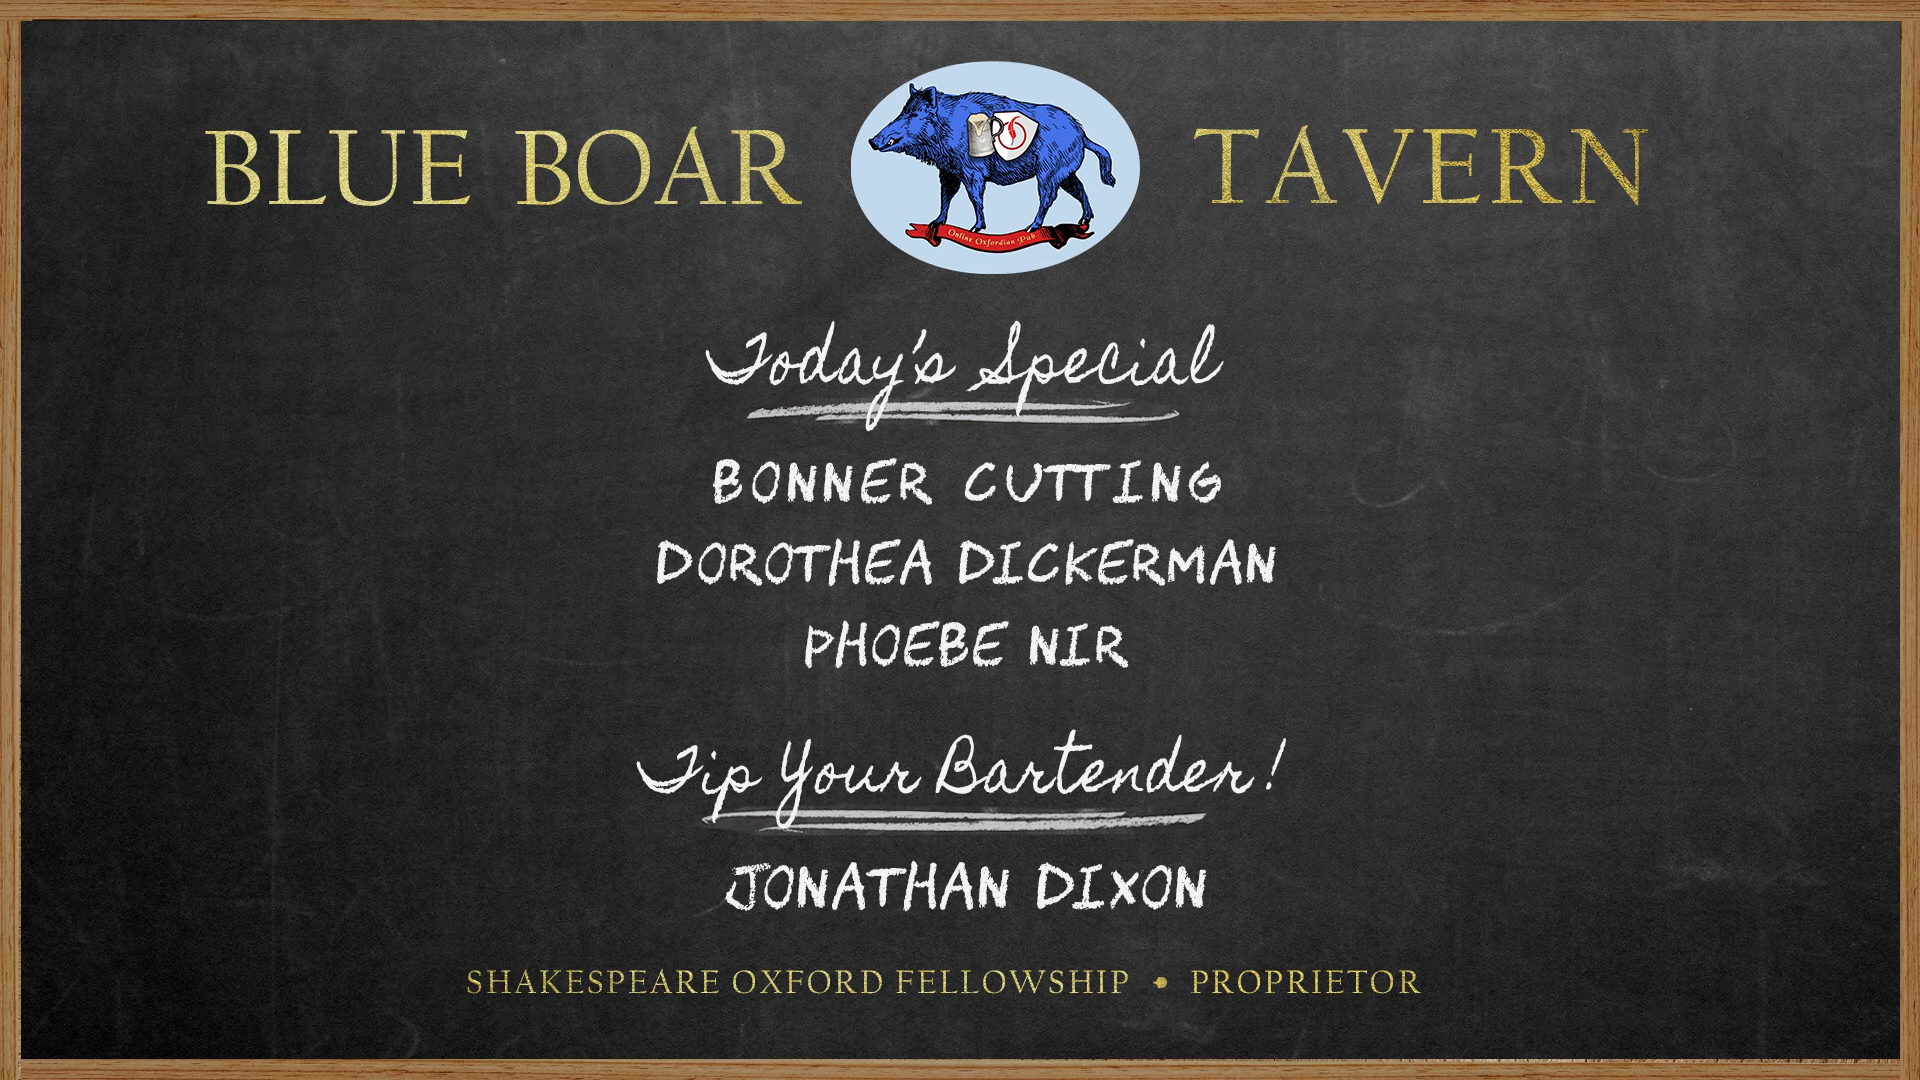 BLUE BOAR TAVERN
Online Oxfordian Pub
Today's Special
BONNER CUTTING
DOROTHEA DICKERMAN
PHOEBE NIR
Tip Your Bartender!
JONATHAN DIXON
SHAKESPEARE OXFORD FELLOWSHIP • PROPRIETOR